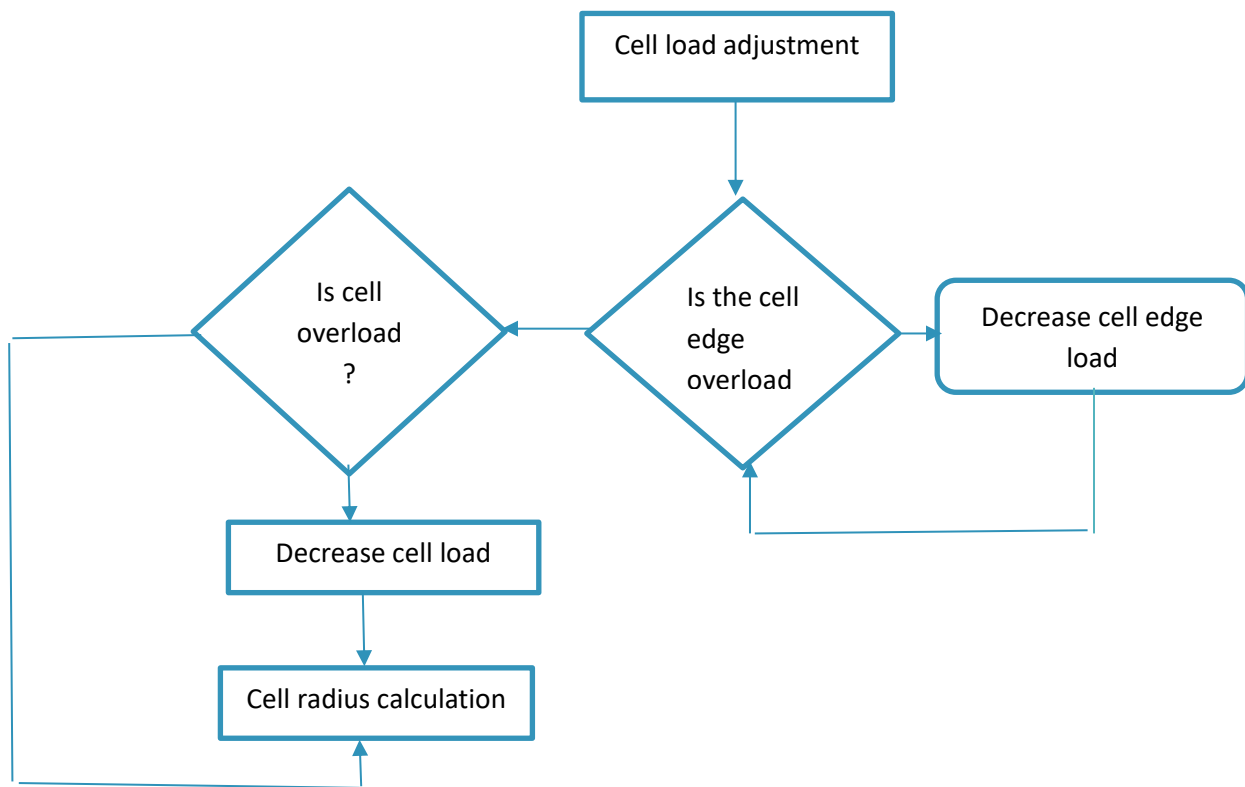 Cell load adjustment
Is cell
overload
?
Is the cell
edge
overload
Decrease cell edge
load
Decrease cell load
Cell radius calculation